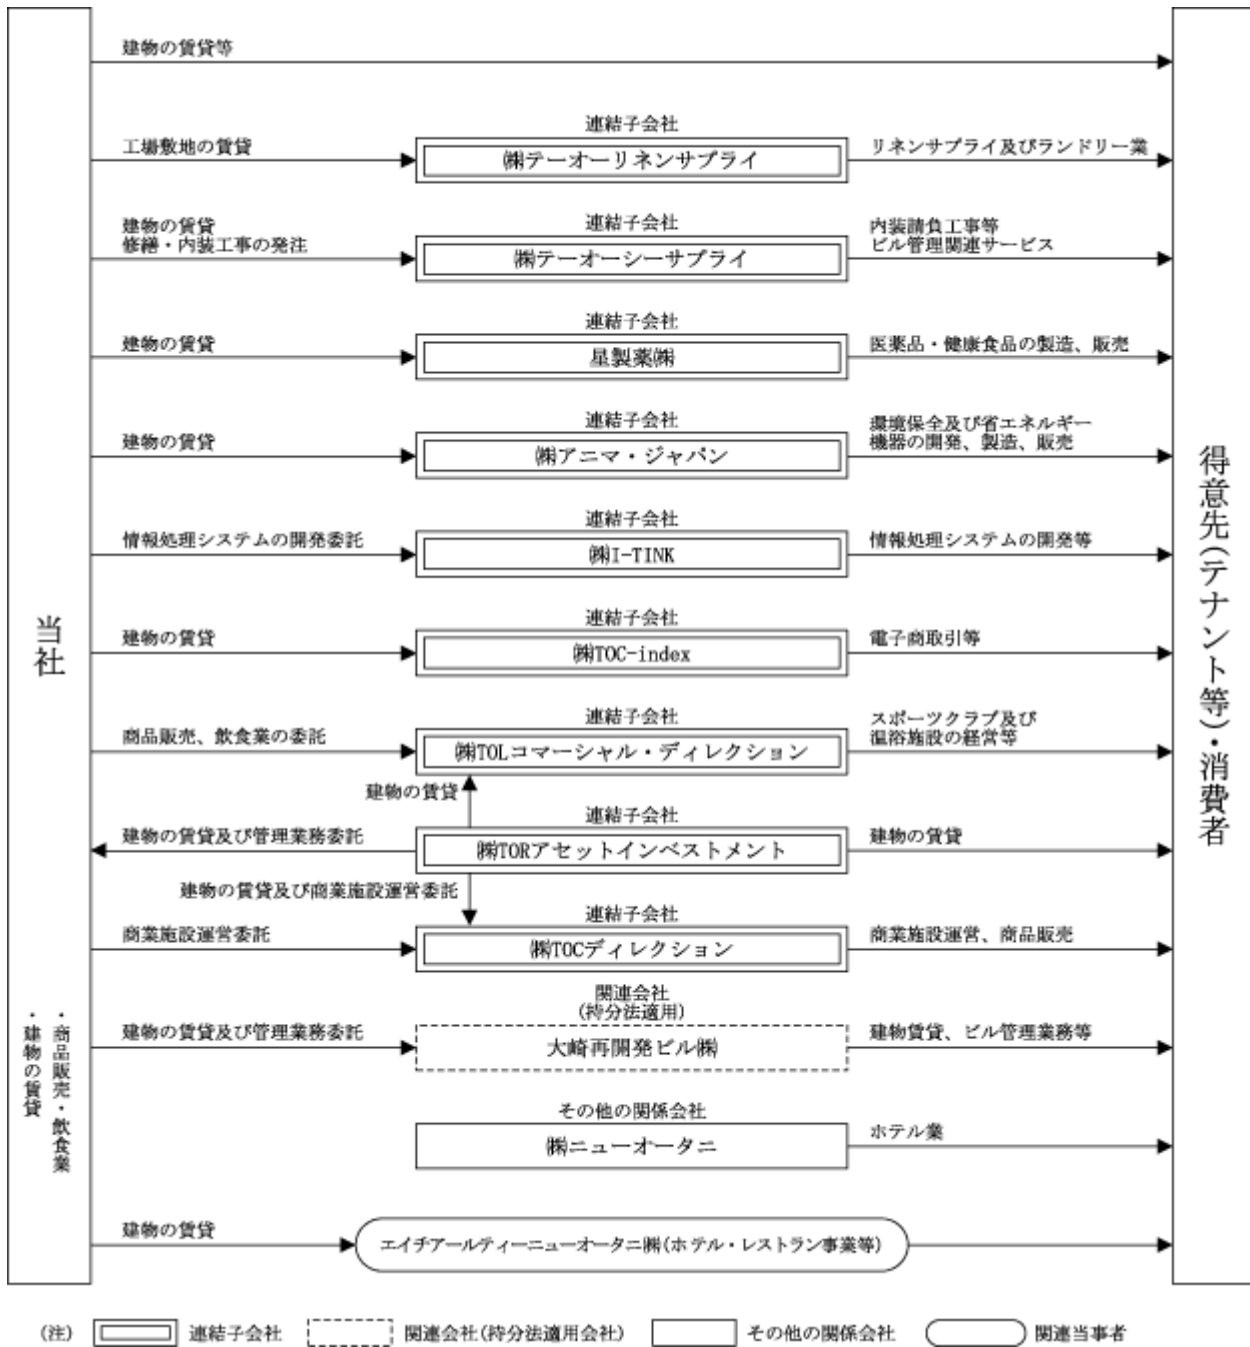 建物の賃貸等
連結子会社
工場敷地の賃貸
㈱テーオーリネンサプライ
リネンサプライ及びランドリー業
連結子会社
建物の賃貸
修繕・内装工事の発注
㈱テーオーシーサプライ
内装請負工事等
ビル管理関連サービス
連結子会社
建物の賃貸
星製薬㈱
医薬品・健康食品の製造、販売
連結子会社
建物の賃貸
㈱アニマ・ジャパン
環境保全及び省エネルギー
機器の開発、製造、販売
連結子会社
情報処理システムの開発委託
㈱I-TINK
情報処理システムの開発等
連結子会社
建物の賃貸
㈱TOC-index
電子商取引等
連結子会社
商品販売、飲食業の委託
㈱TOLコマーシャル・ディレクション
スポーツクラブ及び
温浴施設の経営等
建物の賃貸
連結子会社
建物の賃貸及び管理業務委託
㈱TORアセットインベストメント
建物の賃貸
建物の賃貸及び商業施設運営委託
連結子会社
商業施設運営委託
㈱TOCディレクション
商業施設運営、商品販売
関連会社
(持分法適用)
建物の賃貸及び管理業務委託
大崎再開発ビル㈱
建物賃貸、ビル管理業務等
その他の関係会社
㈱ニューオータニ
ホテル業
建物の賃貸
エイチアールティーニューオータニ㈱(ホテル・レストラン事業等)
当社
・商品販売・飲食業
・建物の賃貸
得意先(テナント等)・消費者
(注)
連結子会社
関連会社(持分法適用会社)
その他の関係会社
関連当事者